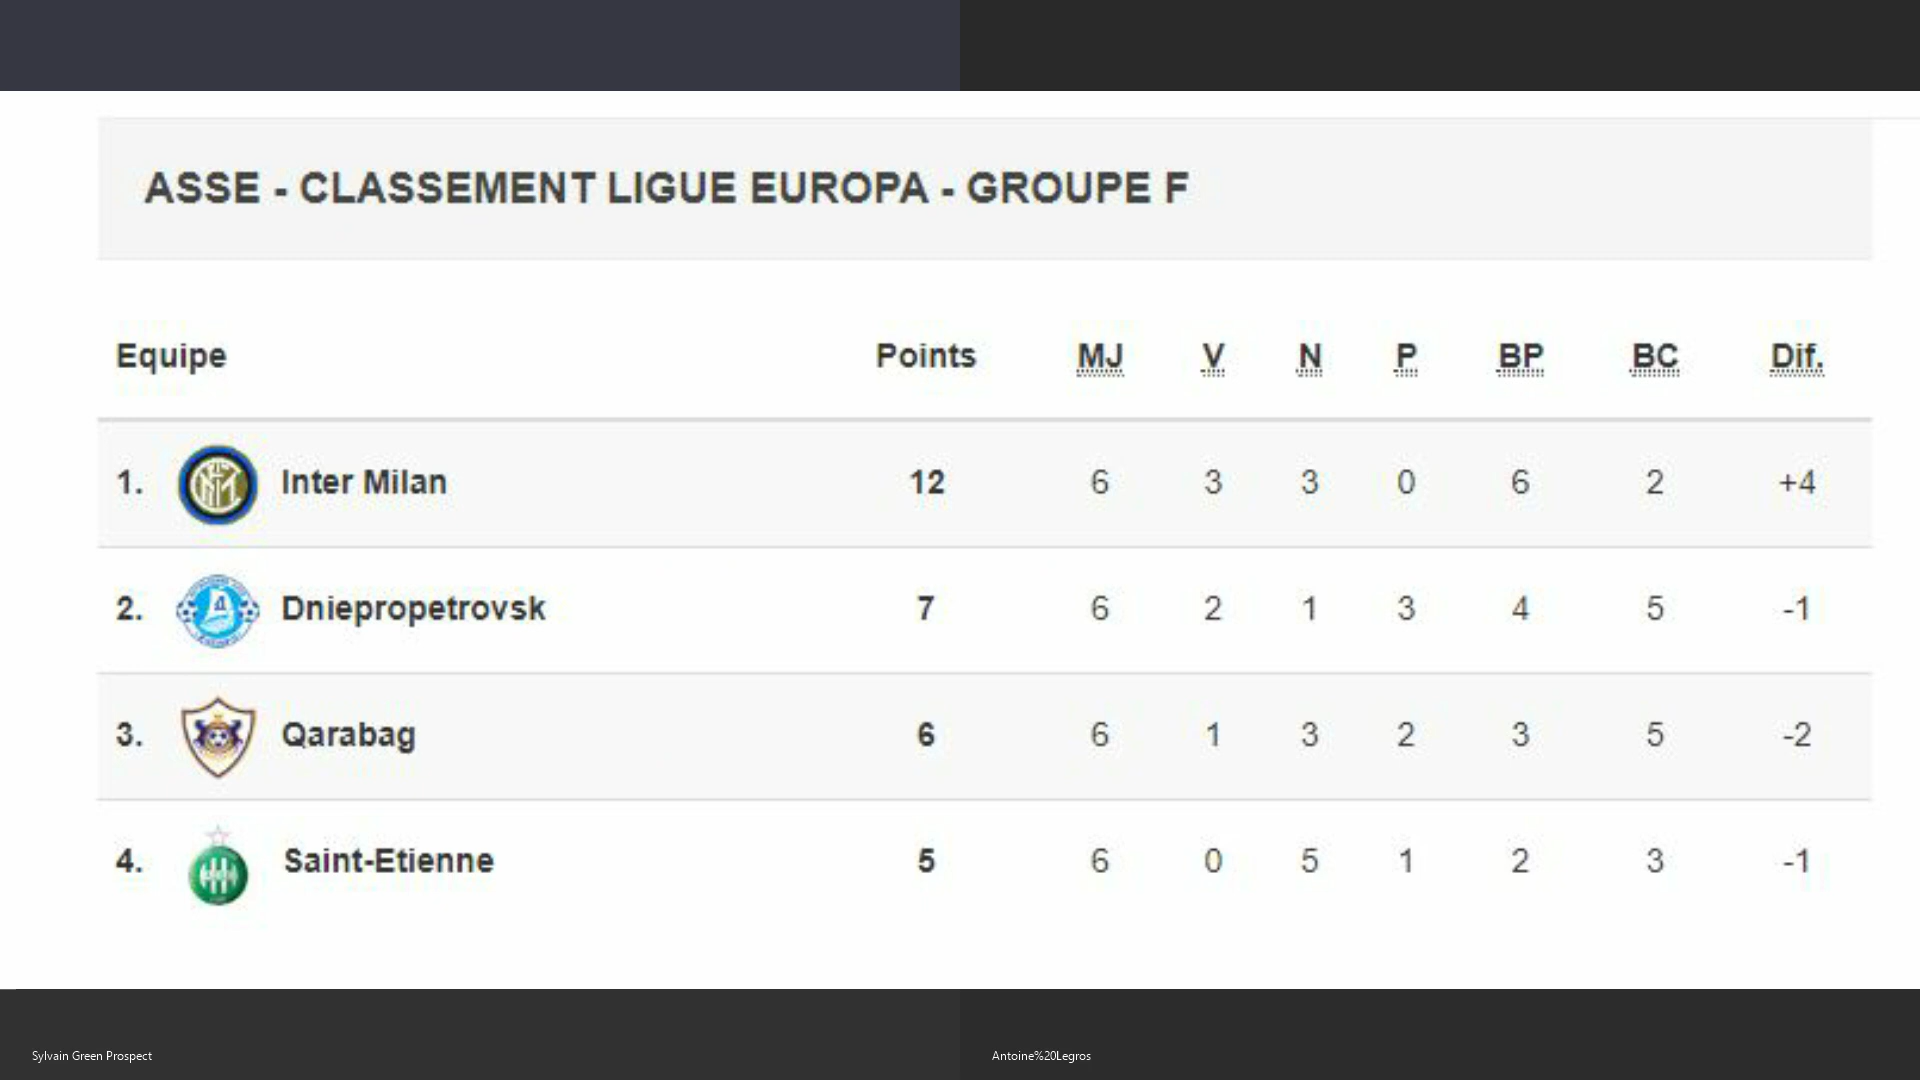 ASSE - CLASSEMENT LIGUE EUROPA - GROUPE F
Equipe Points MJ V N P BP BC Dif.
1. Inter Milan 12 6 3 3 0 6 2 +4
2. Dniepropetrovsk 7 6 2 1 3 4 5 -1
3. Qarabag 6 6 1 3 2 3 5 -2
4. Saint-Etienne 5 6 0 5 1 2 3 -1
Sylvain Green Prospect Antoine%20Legros